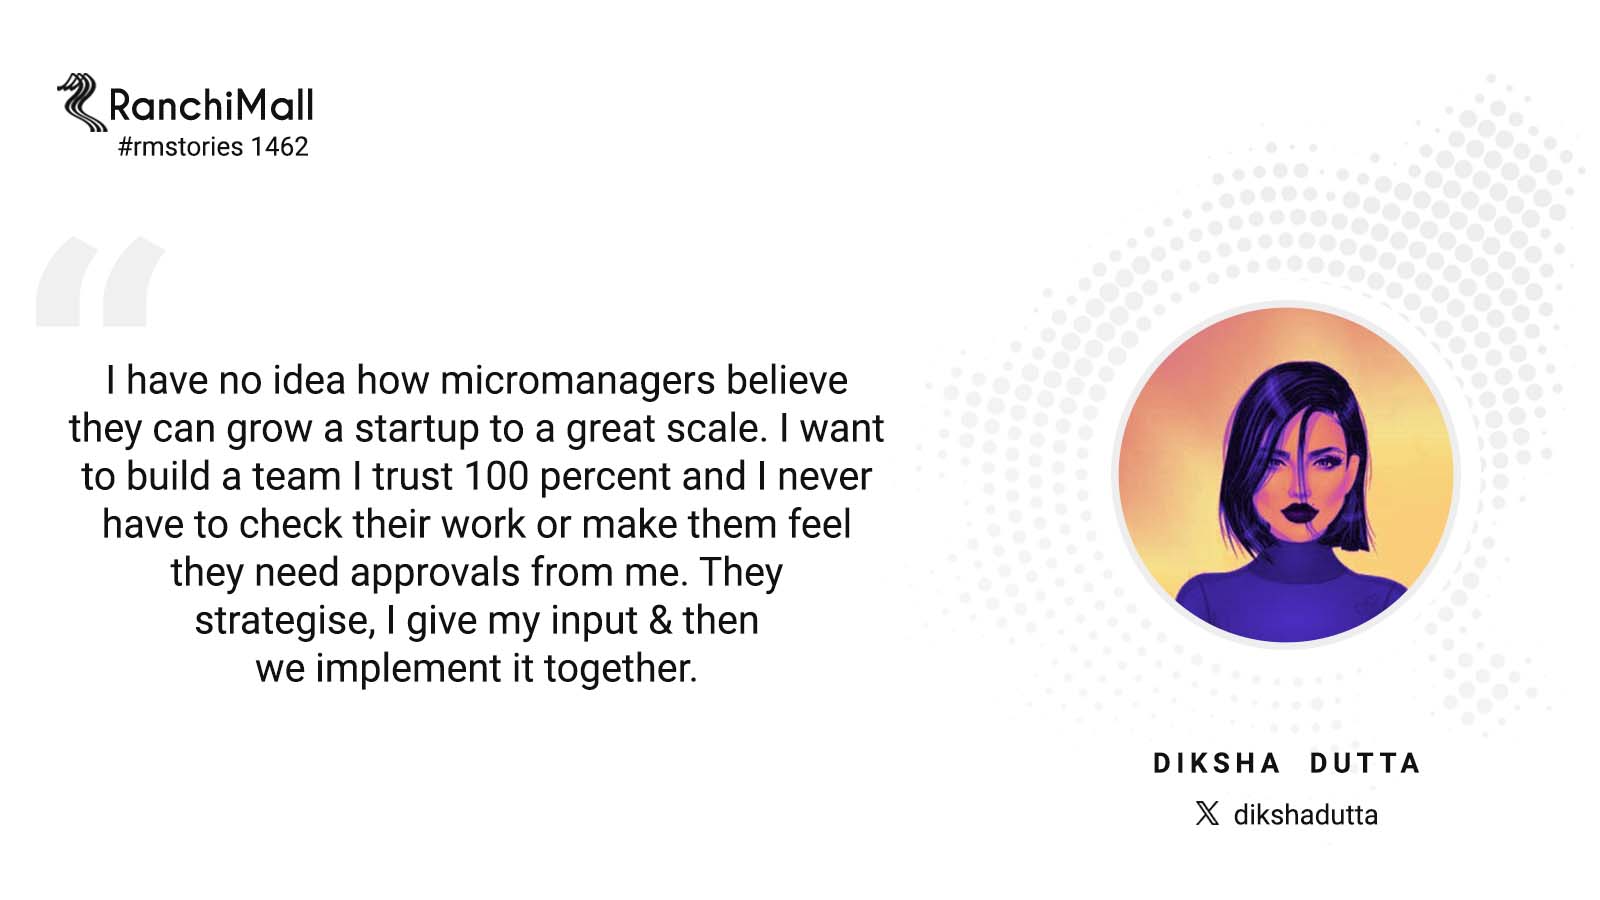 RanchiMall
#rmstories 1462
“
I have no idea how micromanagers believe
they can grow a startup to a great scale. I want
to build a team I trust 100 percent and I never
have to check their work or make them feel
they need approvals from me. They
strategise, I give my input & then
we implement it together.
DIKSHA DUTTA
𝕏 dikshadutta